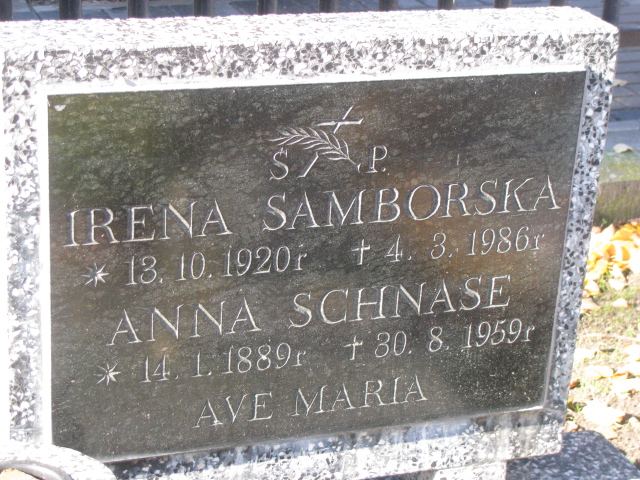 Ś. P.
IRENA SAMBORSKA
* 13. 10. 1920r † 4. 3. 1986r
ANNA SCHNASE
* 14. 1. 1889r † 30. 8. 1959r
AVE MARIA